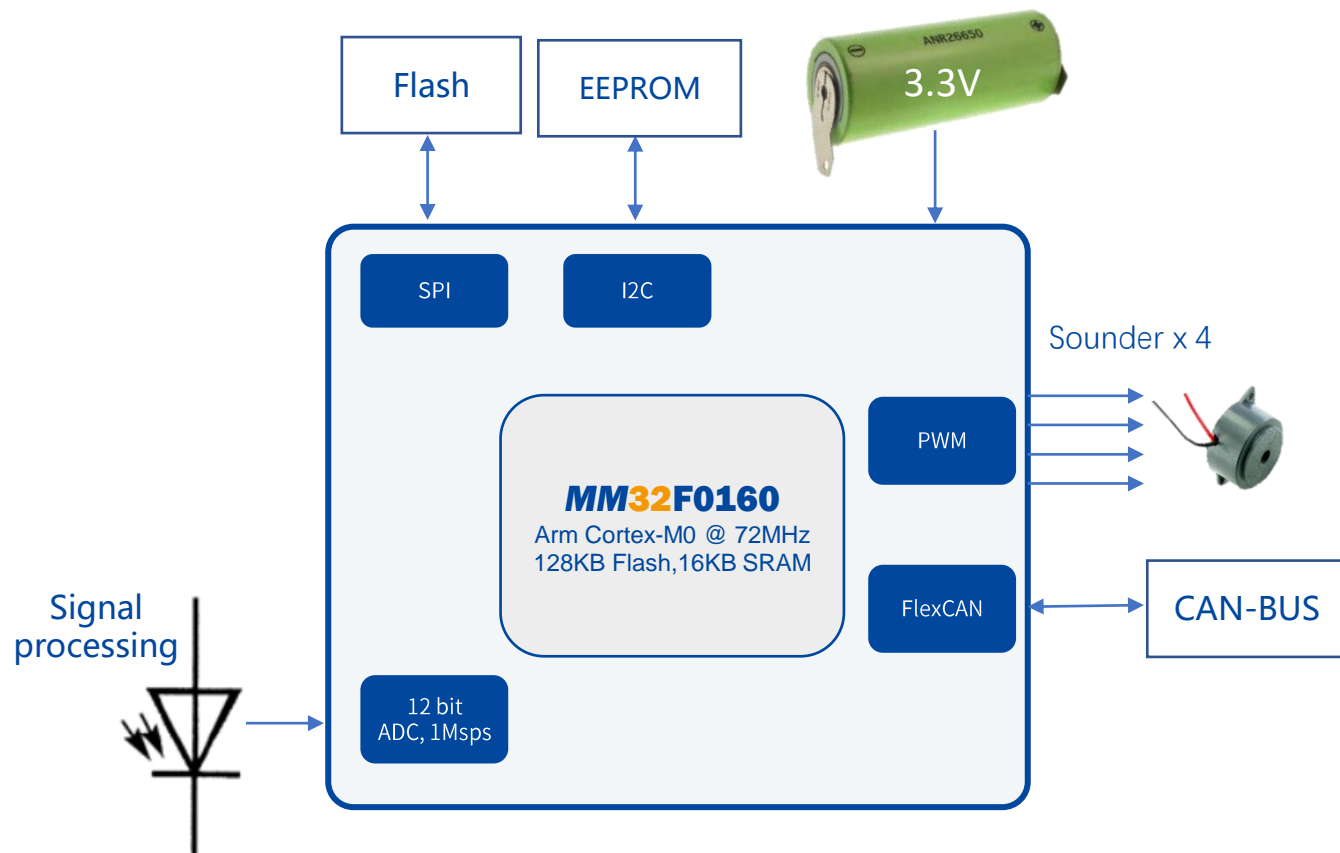 Flash
EEPROM
ANR26650
3.3V
SPI
I2C
Sounder x 4
PWM
MM32F0160
Arm Cortex-M0 @ 72MHz
128KB Flash,16KB SRAM
FlexCAN
CAN-BUS
Signal
processing
12 bit
ADC, 1Msps